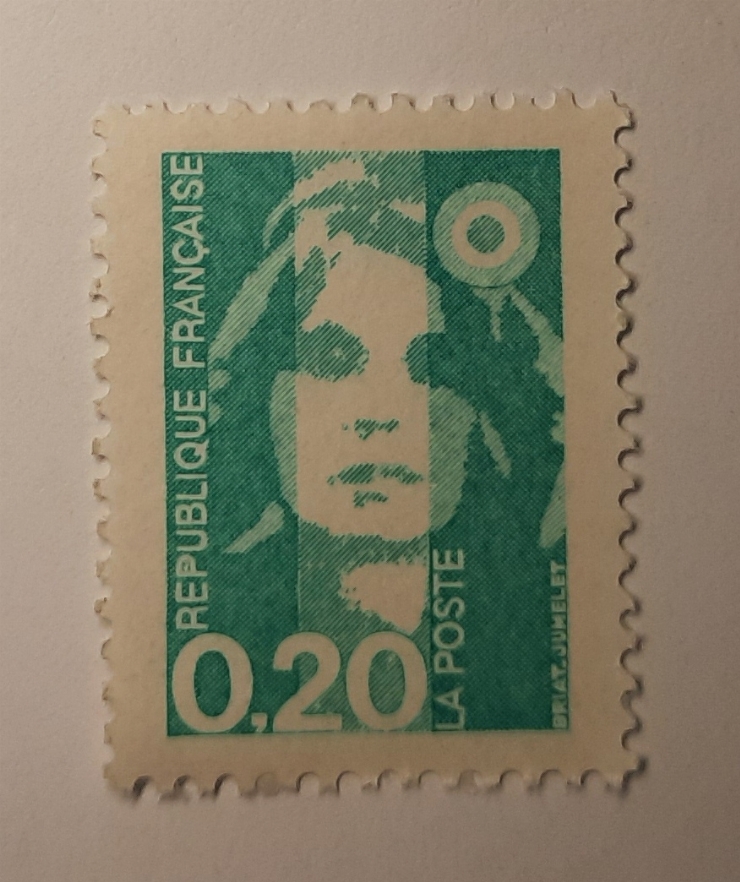 REPUBLIQUE FRANÇAISE
0,20
LA POSTE
BRIAT.JUMELET